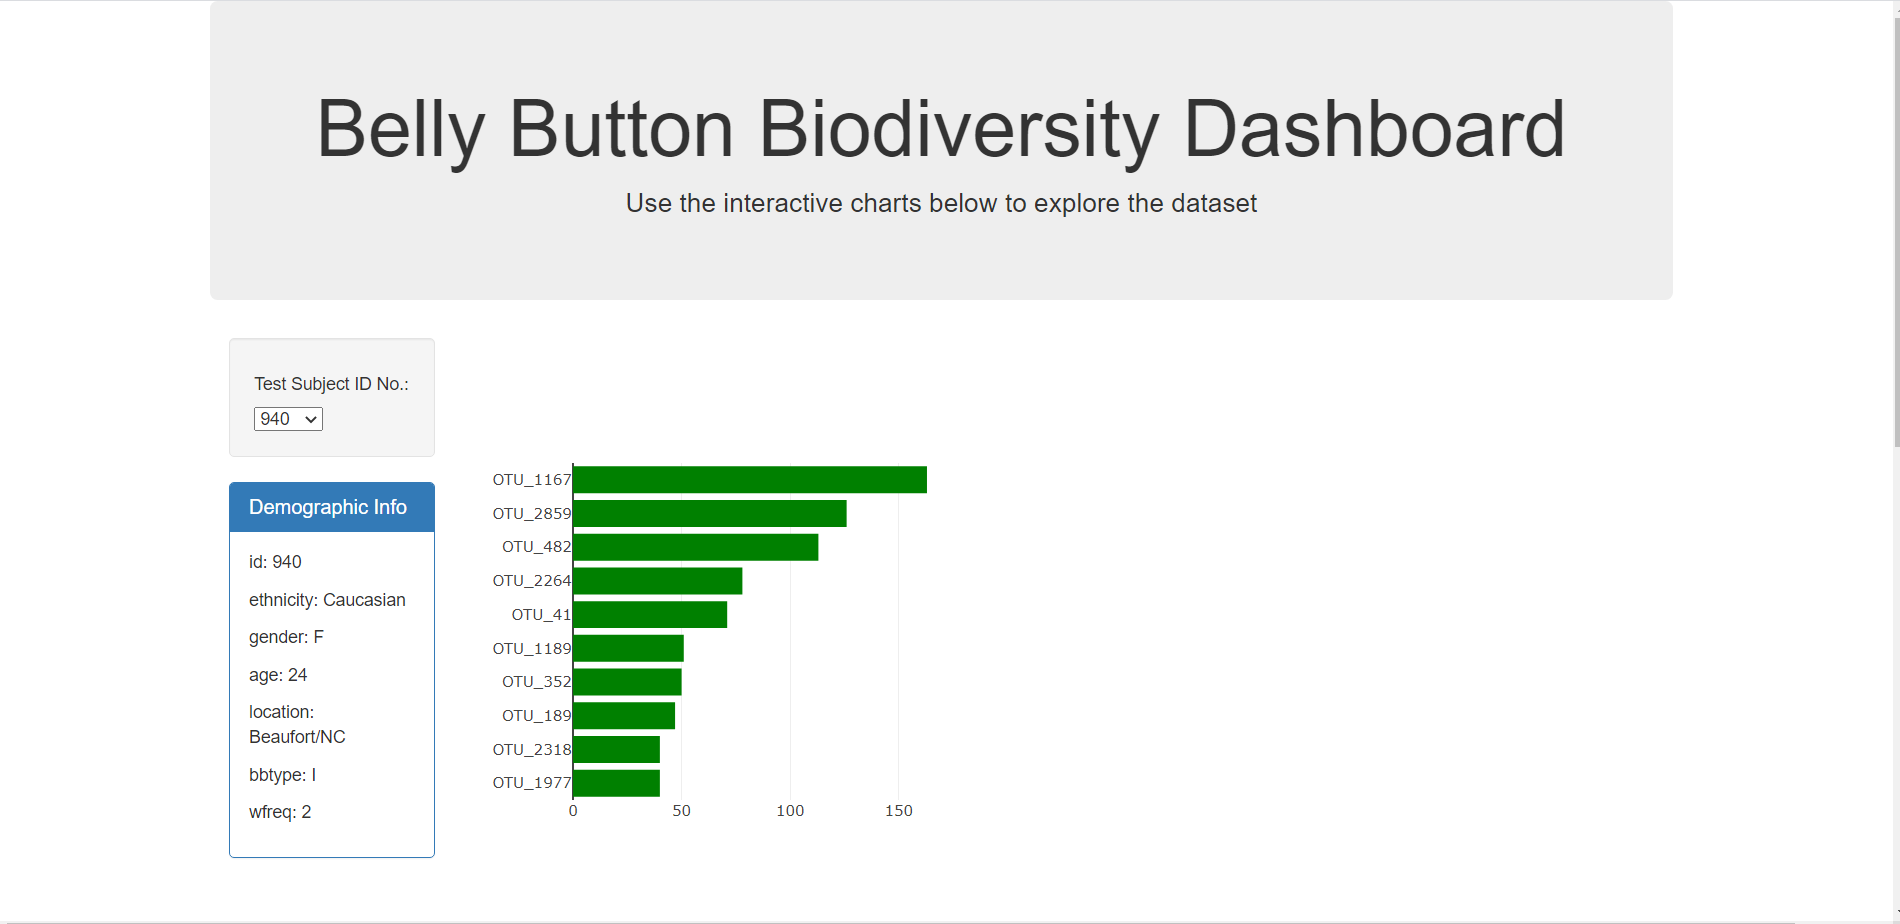 Belly Button Biodiversity Dashboard
Use the interactive charts below to explore the dataset
Test Subject ID No.:
940
Demographic Info
id: 940
ethnicity: Caucasian
gender: F
age: 24
location:
Beaufort/NC
bbtype: I
wfreq: 2
OTU_1167
OTU_2859
OTU_482
OTU_2264
OTU_41
OTU_1189
OTU_352
OTU_189
OTU_2318
OTU_1977
0 50 100 150